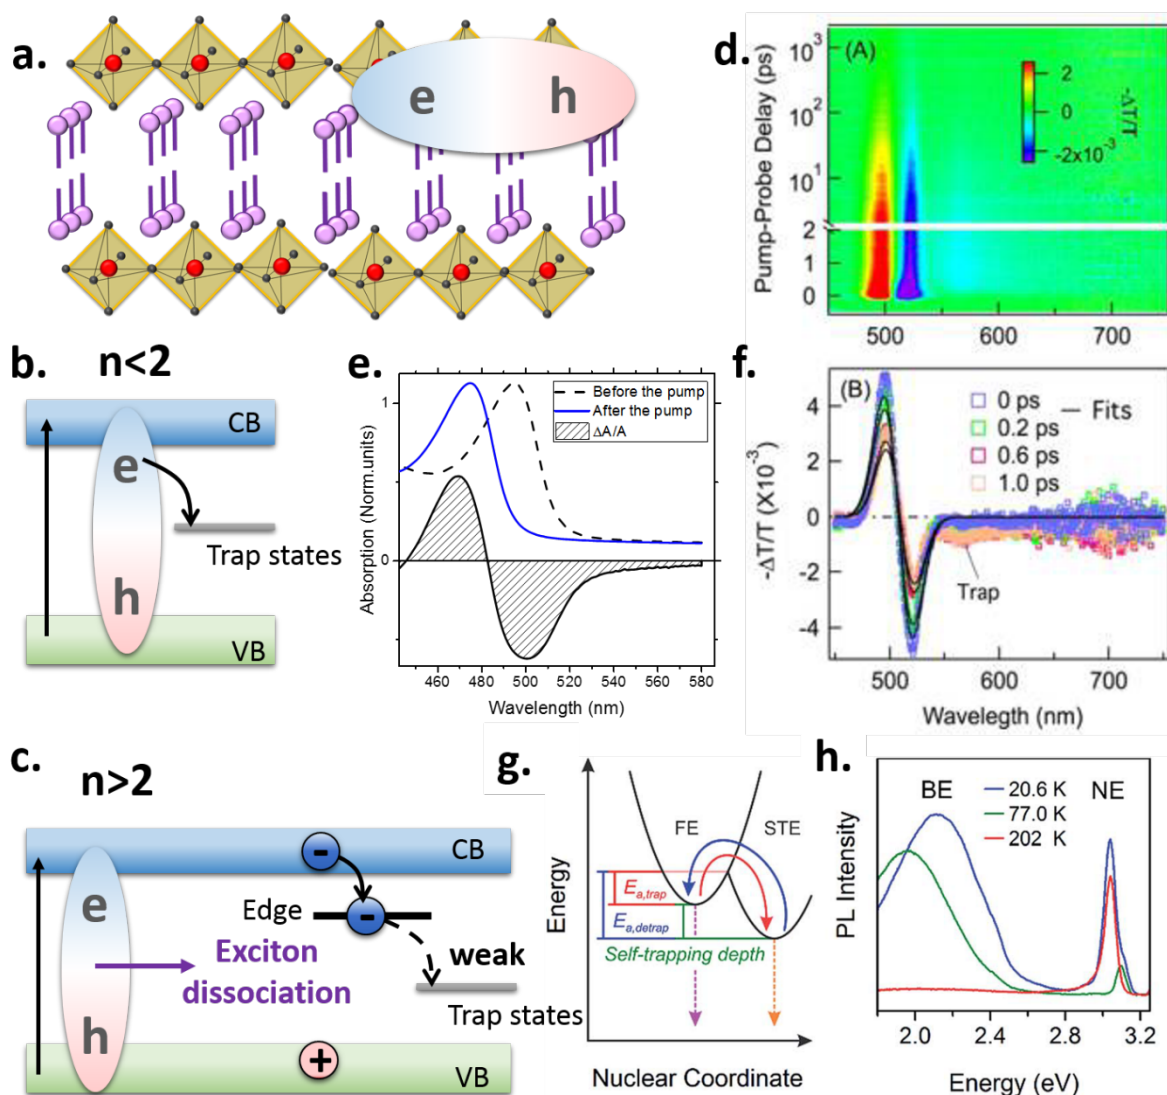 a.
e
h
b.
n<2
CB
e
Trap states
h
VB
c.
n>2
CB
e
Edge
Exciton
dissociation
weak
Trap states
h
VB
-
-
+
d.
(A)
Pump-Probe Delay (ps)
10³
10²
10¹
2
1
0
2
0
-2x10⁻³
-ΔT/T
500
600
700
e.
Before the pump
After the pump
ΔA/A
Absorption (Norm.units)
1
0
460
480
500
520
540
560
580
Wavelength (nm)
f.
(B)
0 ps
0.2 ps
0.6 ps
1.0 ps
Fits
-ΔT/T (X10⁻³)
4
2
0
-2
-4
Trap
500
600
700
Wavelegth (nm)
g.
FE
STE
Energy
Eₐ,trap
Eₐ,detrap
Self-trapping depth
Nuclear Coordinate
h.
BE
NE
20.6 K
77.0 K
202 K
PL Intensity
2.0
2.4
2.8
3.2
Energy (eV)